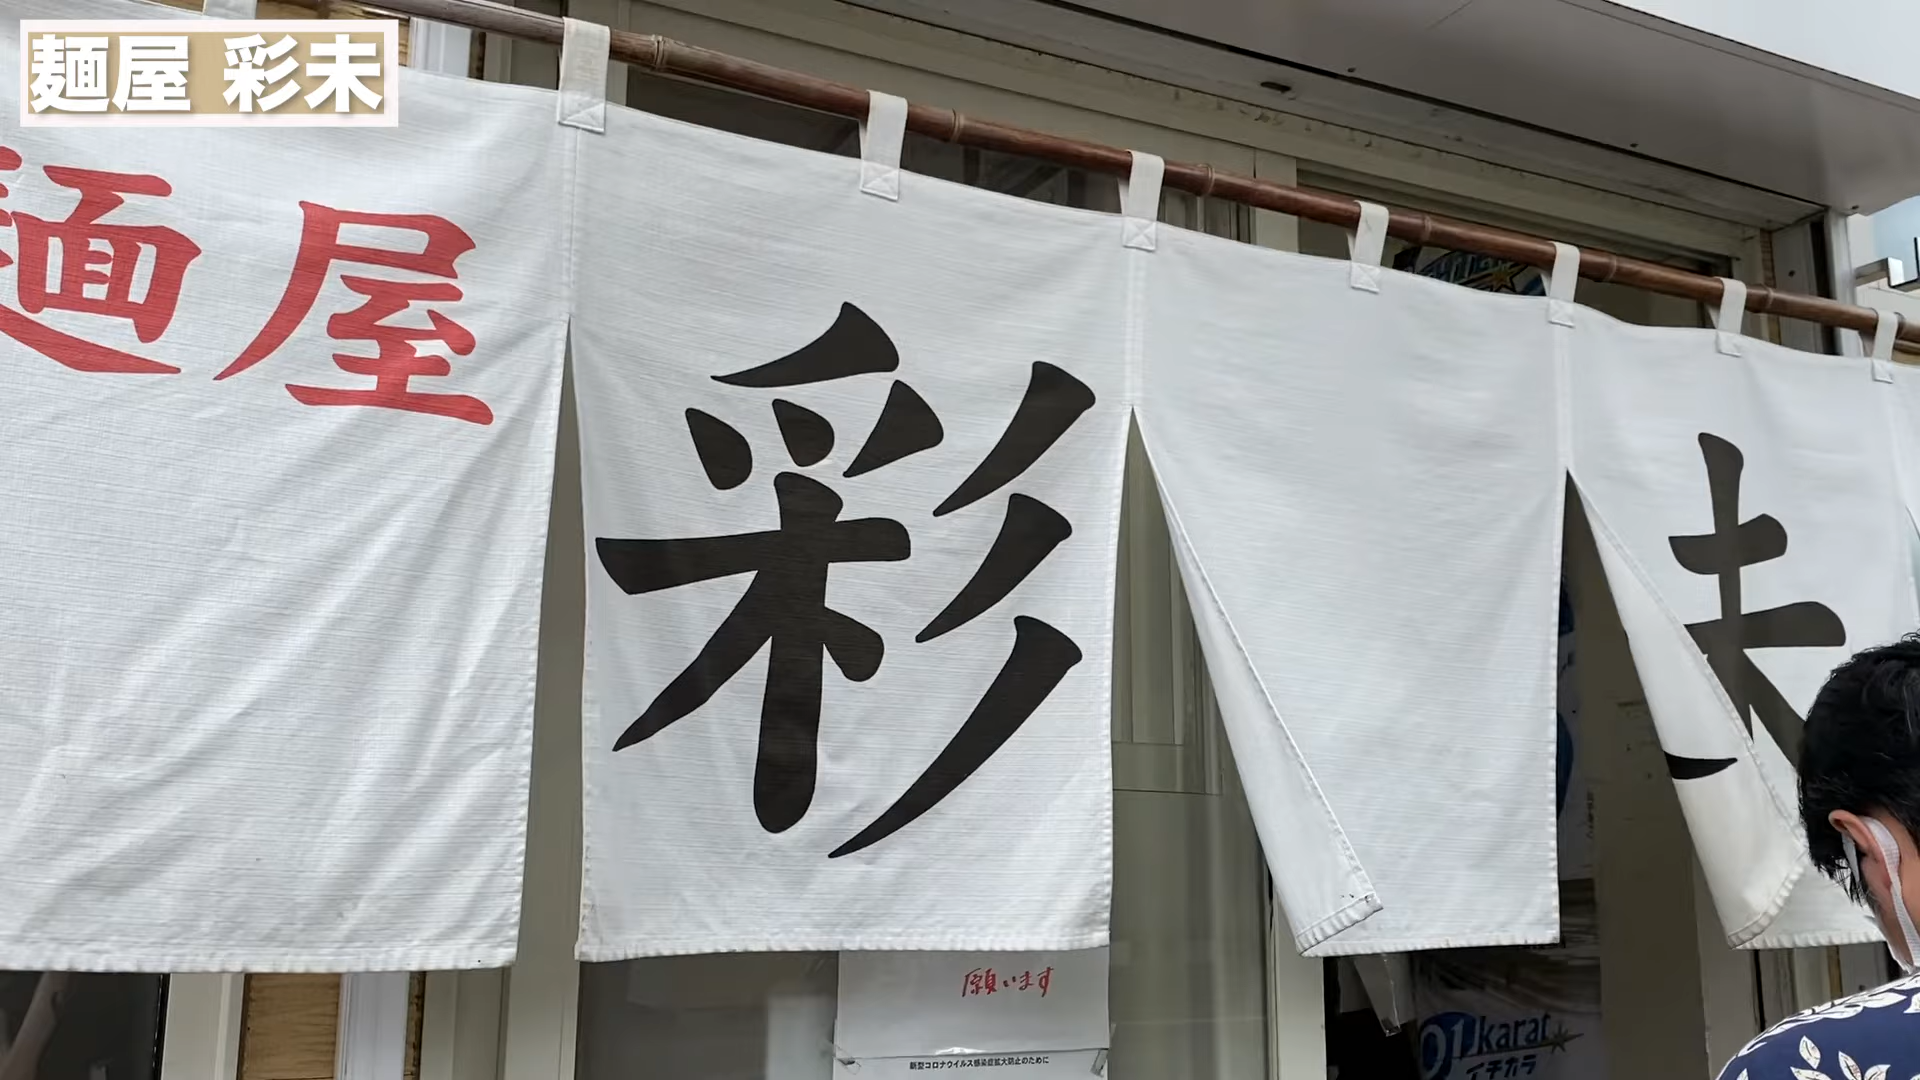 麺屋 彩未
麺屋 彩 未
願います
新型コロナウイルス感染症拡大防止のために
01karat
イチカラ